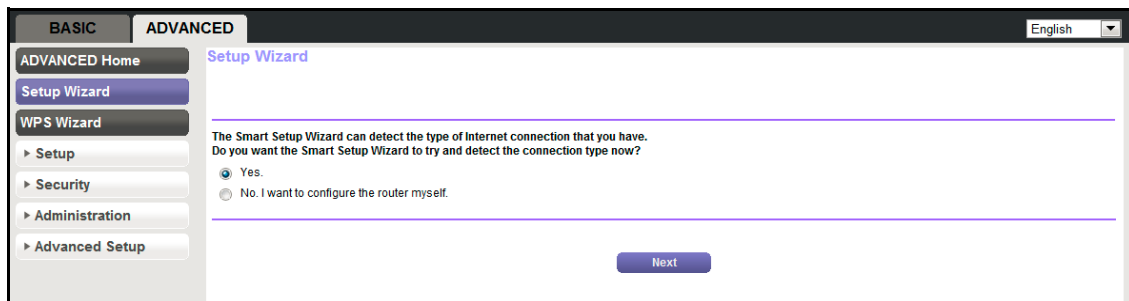 BASIC
ADVANCED
English
ADVANCED Home
Setup Wizard
WPS Wizard
Setup
Security
Administration
Advanced Setup
Setup Wizard
The Smart Setup Wizard can detect the type of Internet connection that you have.
Do you want the Smart Setup Wizard to try and detect the connection type now?
Yes.
No. I want to configure the router myself.
Next